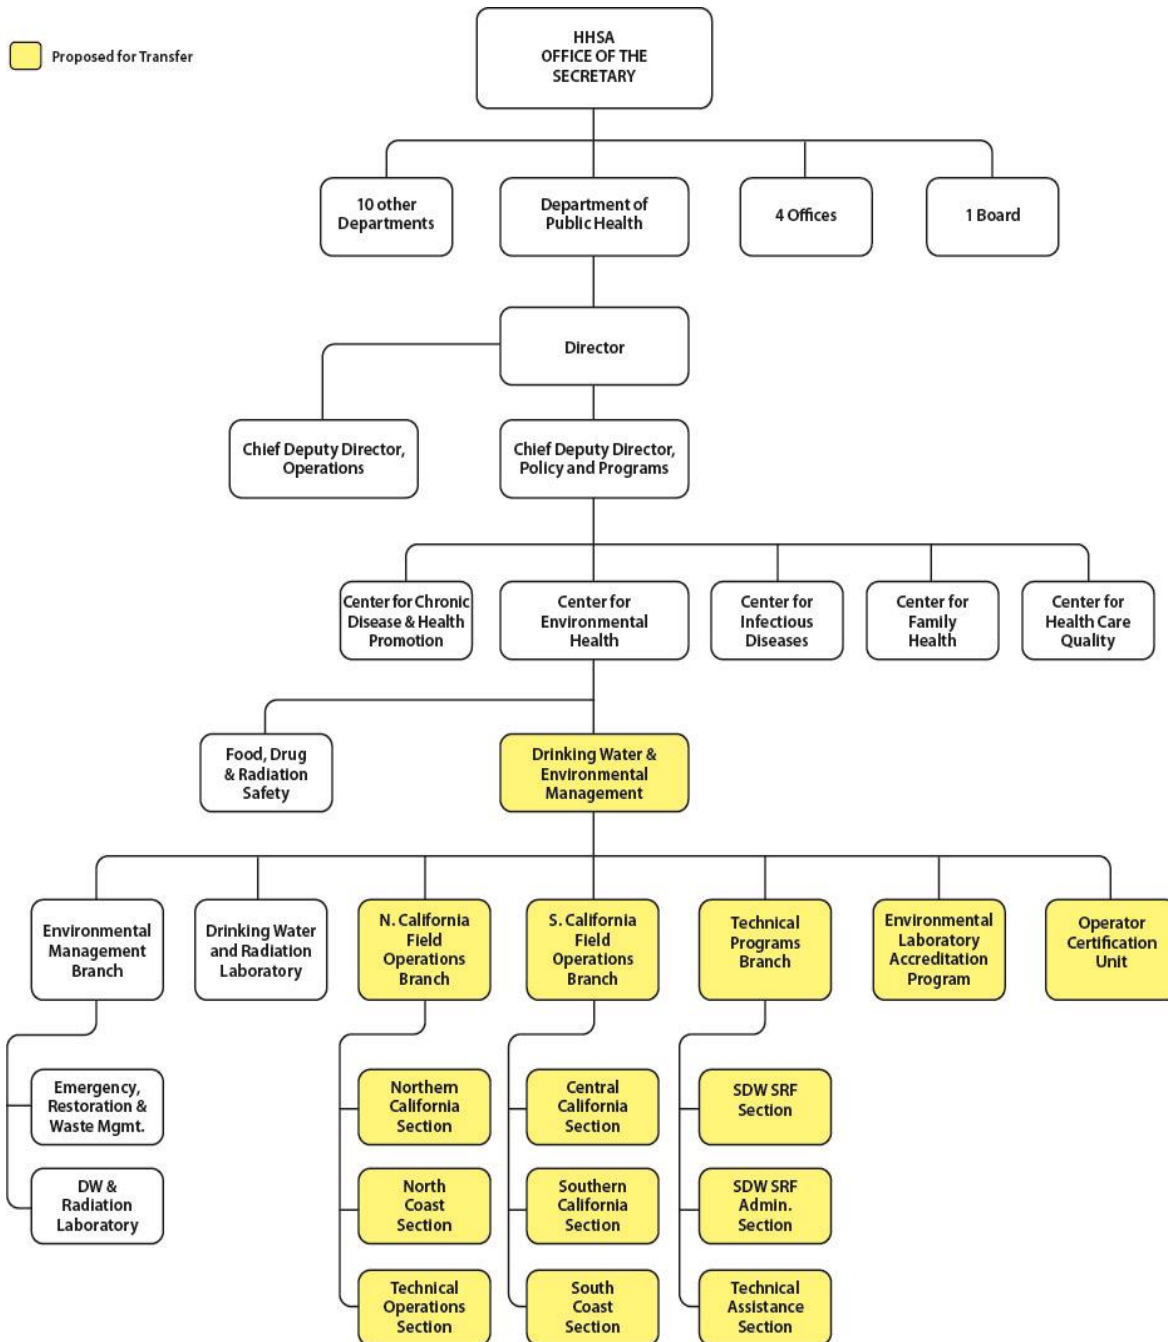 Proposed for Transfer
HHSA
OFFICE OF THE
SECRETARY
10 other
Departments
Department of
Public Health
4 Offices
1 Board
Director
Chief Deputy Director,
Operations
Chief Deputy Director,
Policy and Programs
Center for Chronic
Disease & Health
Promotion
Center for
Environmental
Health
Center for
Infectious
Diseases
Center for
Family
Health
Center for
Health Care
Quality
Food, Drug
& Radiation
Safety
Drinking Water &
Environmental
Management
Environmental
Management
Branch
Drinking Water
and Radiation
Laboratory
N. California
Field
Operations
Branch
S. California
Field
Operations
Branch
Technical
Programs
Branch
Environmental
Laboratory
Accreditation
Program
Operator
Certification
Unit
Emergency,
Restoration &
Waste Mgmt.
Northern
California
Section
Central
California
Section
SDW SRF
Section
DW &
Radiation
Laboratory
North
Coast
Section
Southern
California
Section
SDW SRF
Admin.
Section
Technical
Operations
Section
South
Coast
Section
Technical
Assistance
Section